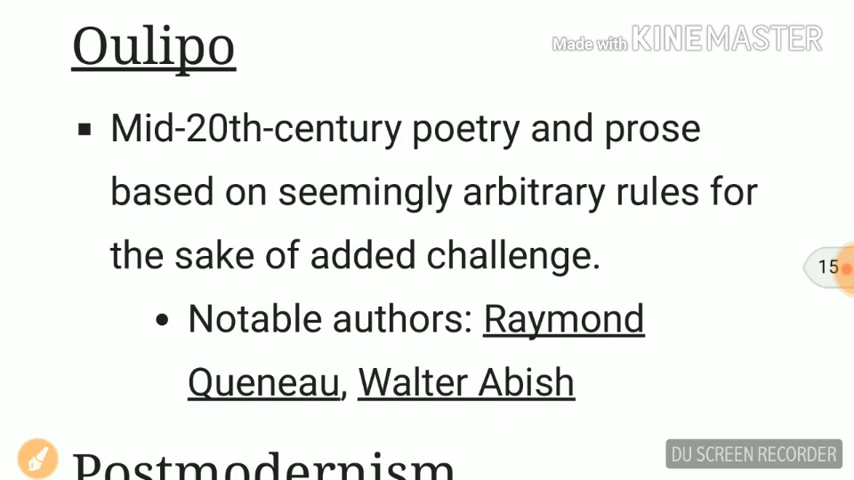 Oulipo
Made with KINEMASTER
▪ Mid-20th-century poetry and prose
based on seemingly arbitrary rules for
the sake of added challenge.
15
• Notable authors: Raymond
Queneau, Walter Abish
DU SCREEN RECORDER
Postmodernism